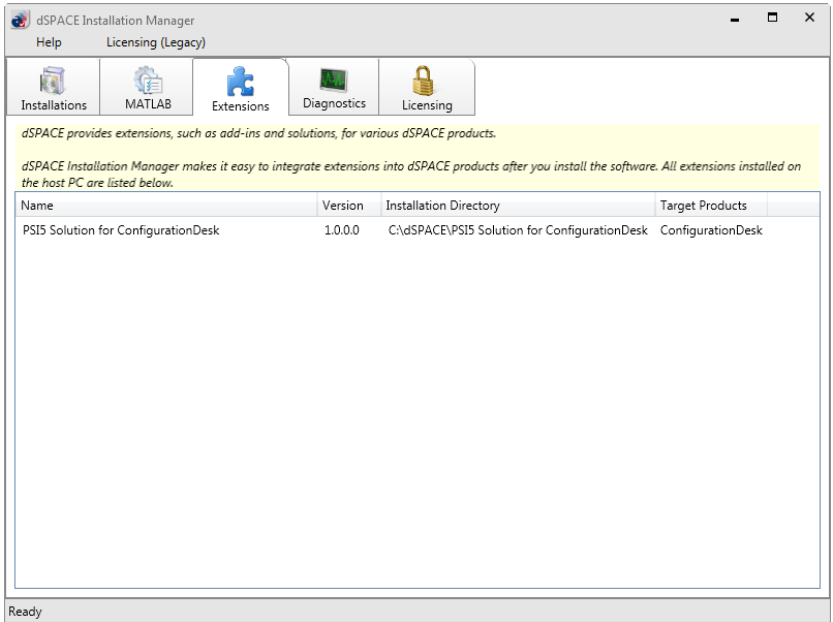 dSPACE Installation Manager
Help Licensing (Legacy)
Installations MATLAB Extensions Diagnostics Licensing
dSPACE provides extensions, such as add-ins and solutions, for various dSPACE products.
dSPACE Installation Manager makes it easy to integrate extensions into dSPACE products after you install the software. All extensions installed on
the host PC are listed below.
Name Version Installation Directory Target Products
PSI5 Solution for ConfigurationDesk 1.0.0.0 C:\dSPACE\PSI5 Solution for ConfigurationDesk ConfigurationDesk
Ready